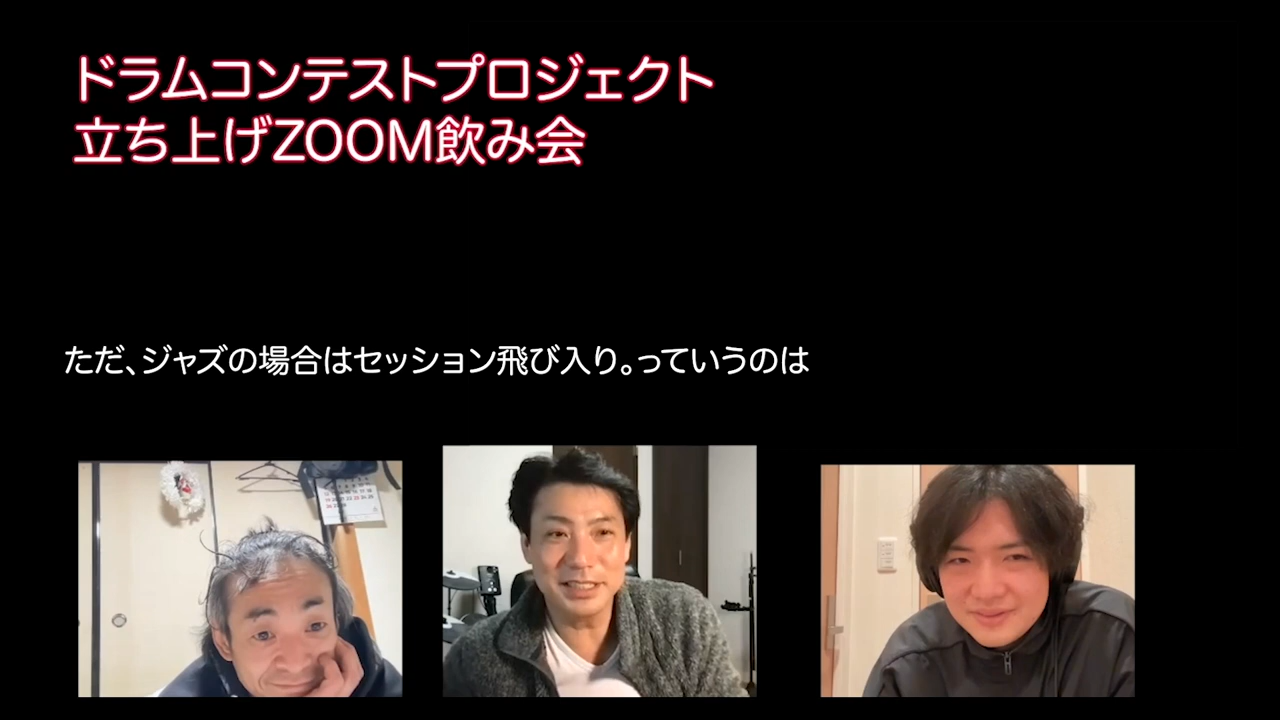 ドラムコンテストプロジェクト
立ち上げZOOM飲み会
ただ、ジャズの場合はセッション飛び入り。っていうのは